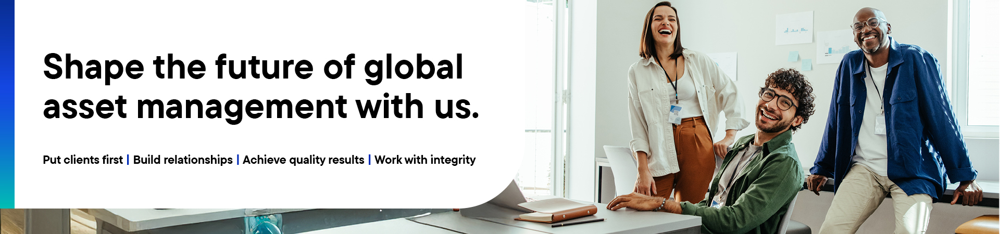 Shape the future of global
asset management with us.
Put clients first | Build relationships | Achieve quality results | Work with integrity